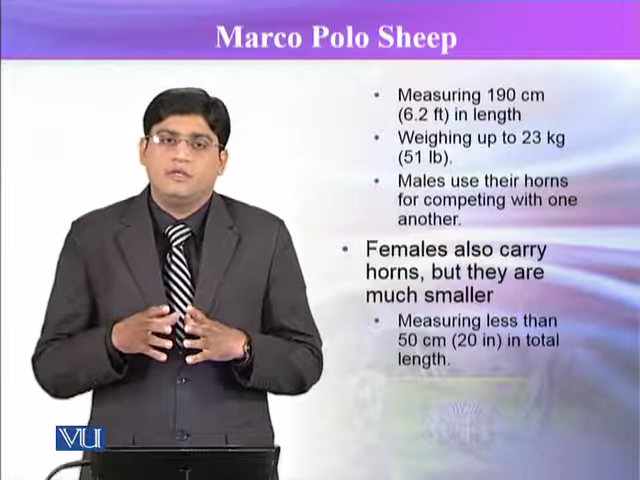 Marco Polo Sheep
• Measuring 190 cm
(6.2 ft) in length
• Weighing up to 23 kg
(51 lb).
• Males use their horns
for competing with one
another.
• Females also carry
horns, but they are
much smaller
• Measuring less than
50 cm (20 in) in total
length.
VU